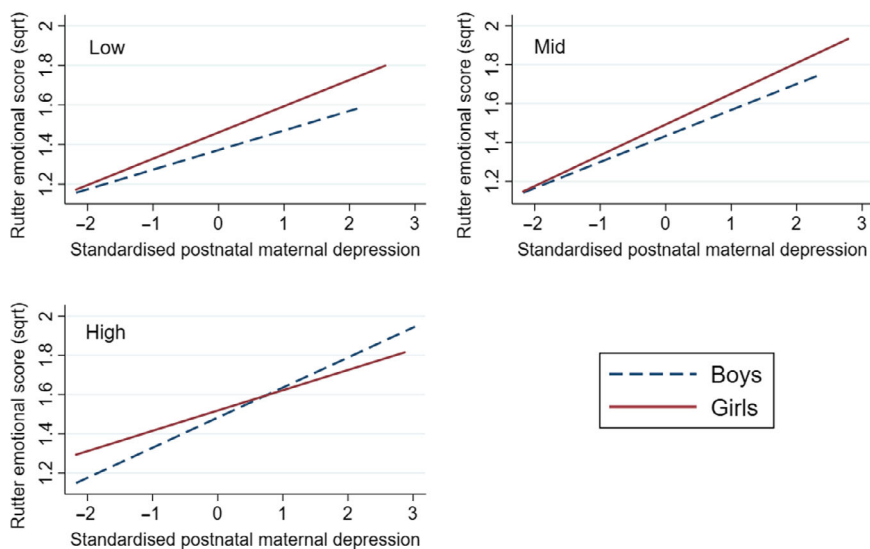 Low
Rutter emotional score (sqrt)
2
1.8
1.6
1.4
1.2
–2 –1 0 1 2 3
Standardised postnatal maternal depression
Mid
Rutter emotional score (sqrt)
2
1.8
1.6
1.4
1.2
–2 –1 0 1 2 3
Standardised postnatal maternal depression
High
Rutter emotional score (sqrt)
2
1.8
1.6
1.4
1.2
–2 –1 0 1 2 3
Standardised postnatal maternal depression
Boys
Girls